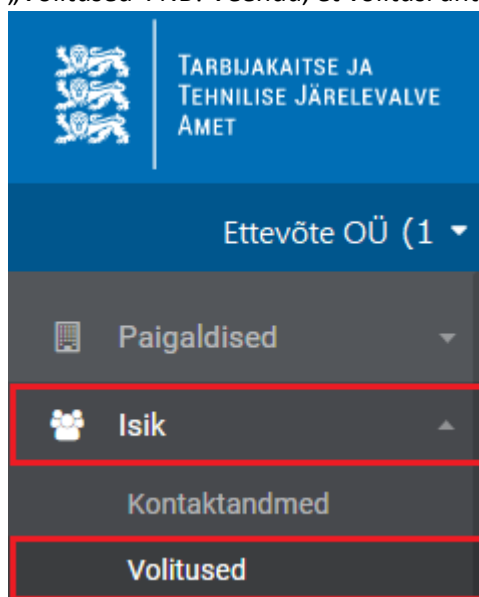 TARBIJAKAITSE JA
TEHNILISE JÄRELEVALVE
AMET
Ettevõte OÜ (1
Paigaldised
Isik
Kontaktandmed
Volitused